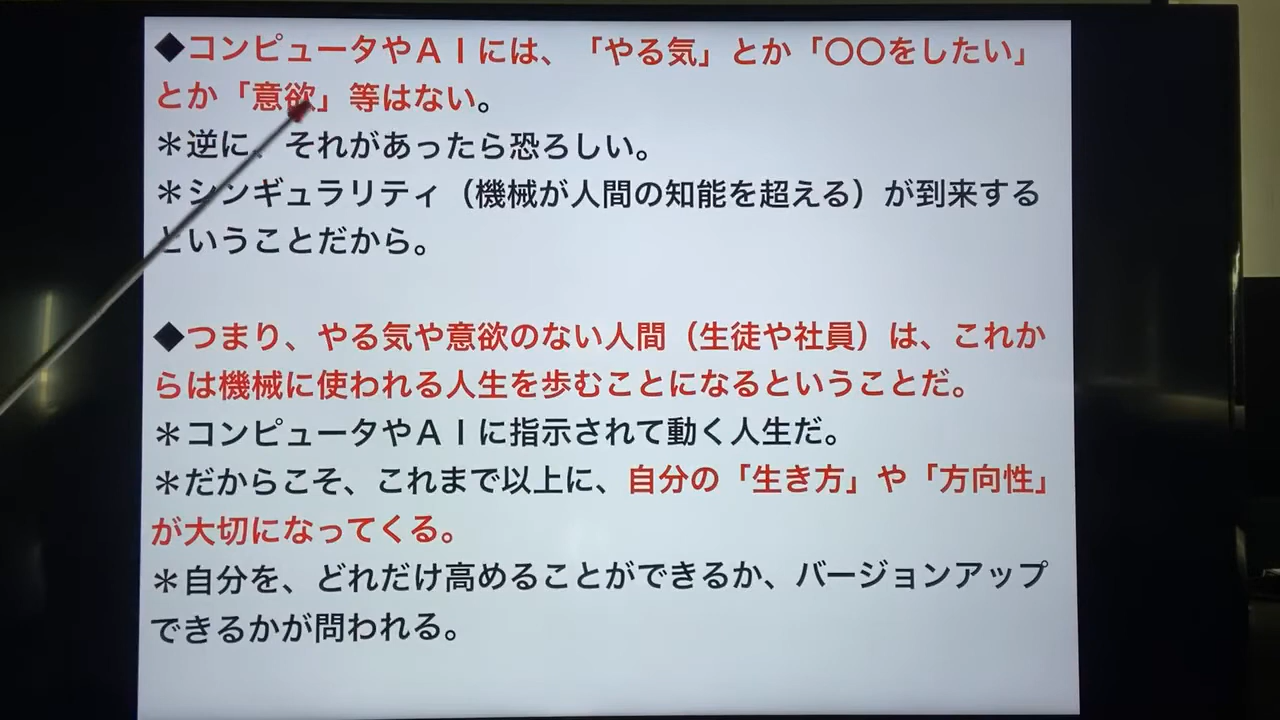 ◆コンピュータやＡＩには、「やる気」とか「〇〇をしたい」
とか「意欲」等はない。
＊逆に、それがあったら恐ろしい。
＊シンギュラリティ（機械が人間の知能を超える）が到来する
ということだから。
◆つまり、やる気や意欲のない人間（生徒や社員）は、これか
らは機械に使われる人生を歩むことになるということだ。
＊コンピュータやＡＩに指示されて動く人生だ。
＊だからこそ、これまで以上に、自分の「生き方」や「方向性」
が大切になってくる。
＊自分を、どれだけ高めることができるか、バージョンアップ
できるかが問われる。